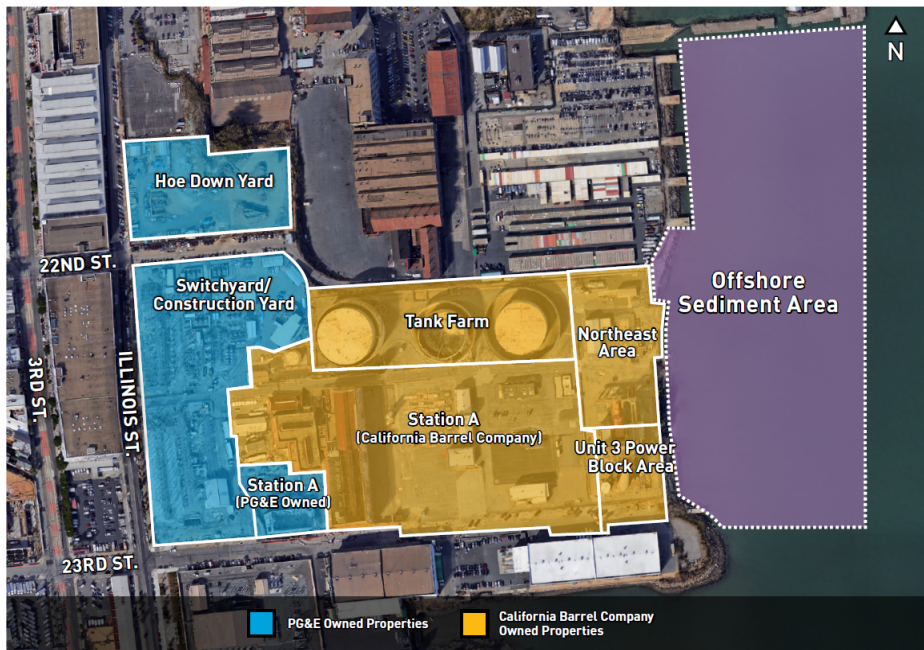 N
Hoe Down Yard
22ND ST.
Switchyard/
Construction Yard
Offshore
Sediment Area
Tank Farm
Northeast
Area
3RD ST.
ILLINOIS ST.
Station A
(California Barrel Company)
Unit 3 Power
Block Area
Station A
(PG&E Owned)
23RD ST.
PG&E Owned Properties
California Barrel Company
Owned Properties